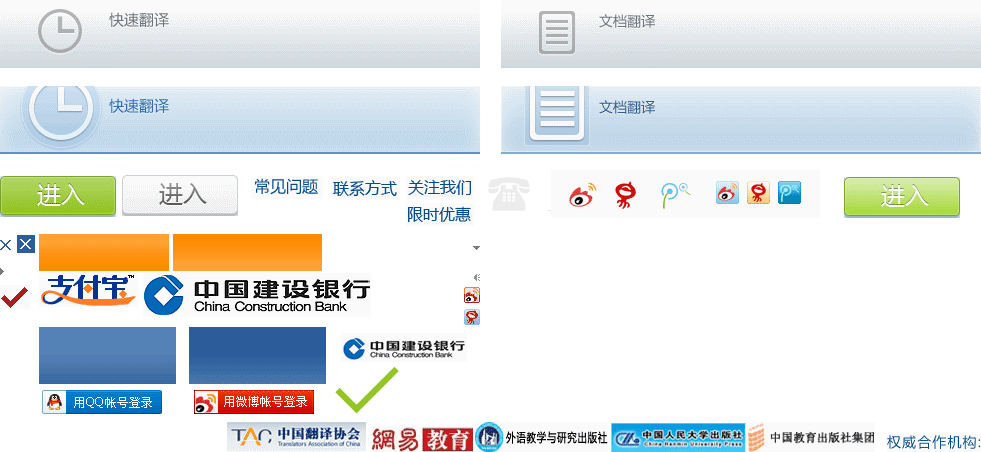 快速翻译
文档翻译
快速翻译
文档翻译
进入
进入
常见问题
联系方式
关注我们
限时优惠
进入
支付宝™
中国建设银行
China Construction Bank
中国建设银行
China Construction Bank
用QQ帐号登录
用微博帐号登录
TAC 中国翻译协会
Translators Association of China
網易教育
外语教学与研究出版社
中国人民大学出版社
China Renmin University Press
中国教育出版社集团
权威合作机构: